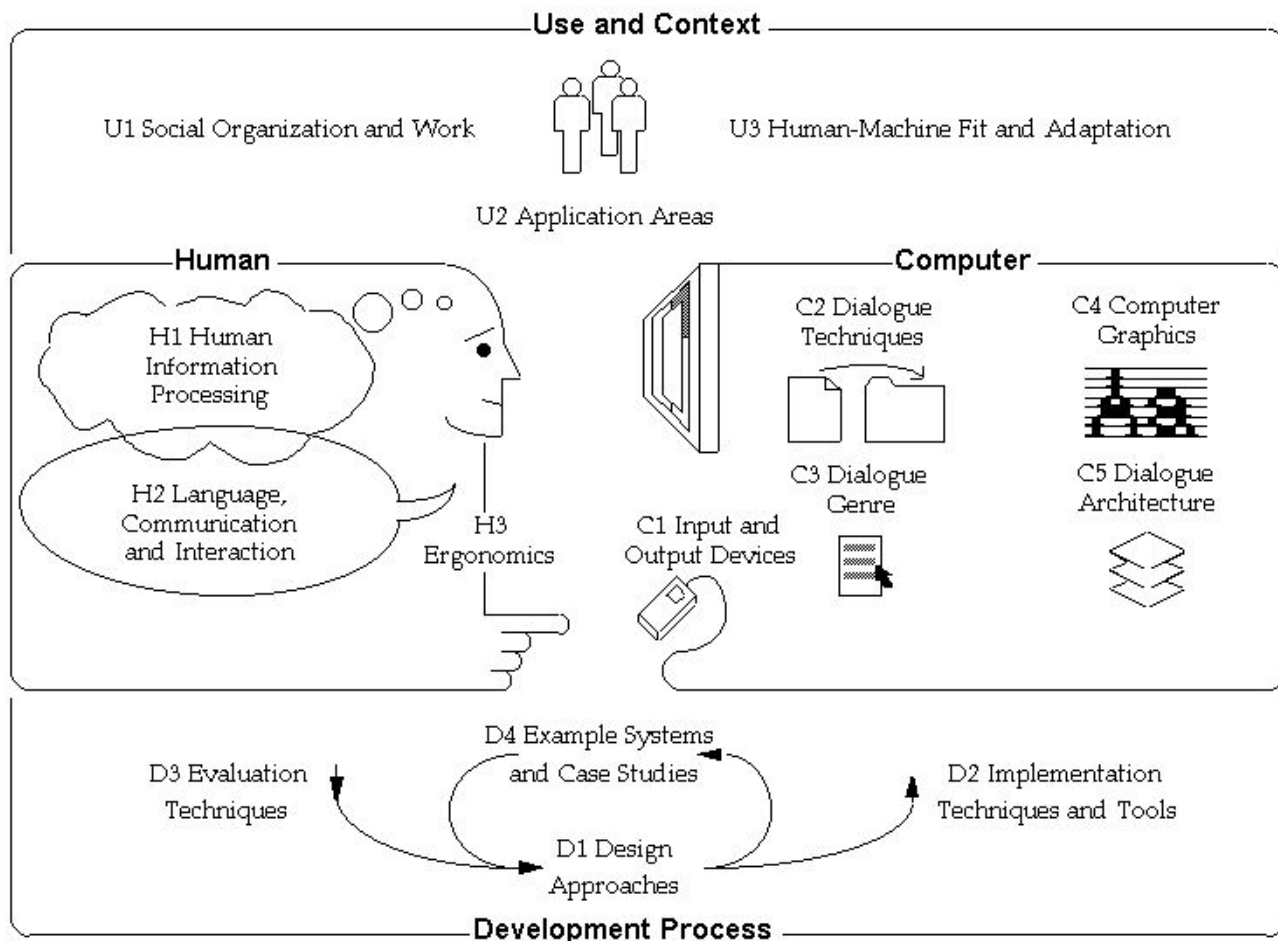 Use and Context
U1 Social Organization and Work
U3 Human-Machine Fit and Adaptation
U2 Application Areas
Human
H1 Human
Information
Processing
H2 Language,
Communication
and Interaction
H3
Ergonomics
Computer
C1 Input and
Output Devices
C2 Dialogue
Techniques
C3 Dialogue
Genre
C4 Computer
Graphics
C5 Dialogue
Architecture
D3 Evaluation
Techniques
D4 Example Systems
and Case Studies
D1 Design
Approaches
D2 Implementation
Techniques and Tools
Development Process